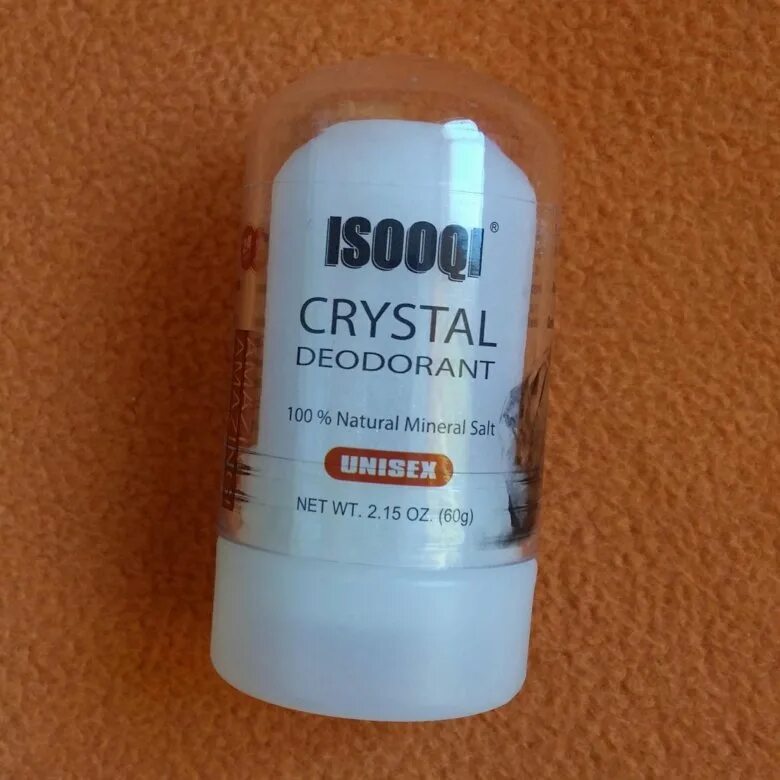 ISOOQI®
CRYSTAL
DEODORANT
100 % Natural Mineral Salt
UNISEX
NET WT. 2.15 OZ. (60g)